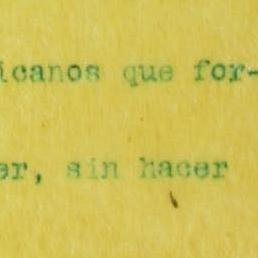 icanos que for-
er, sin hacer